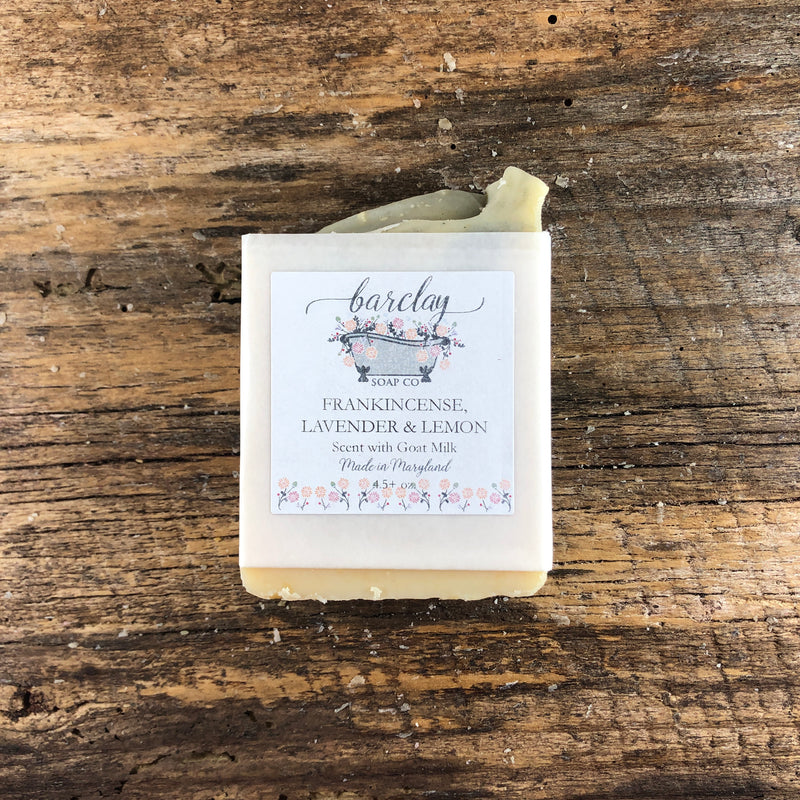 barclay
SOAP CO
FRANKINCENSE,
LAVENDER & LEMON
Scent with Goat Milk
Made in Maryland
4.5+ oz